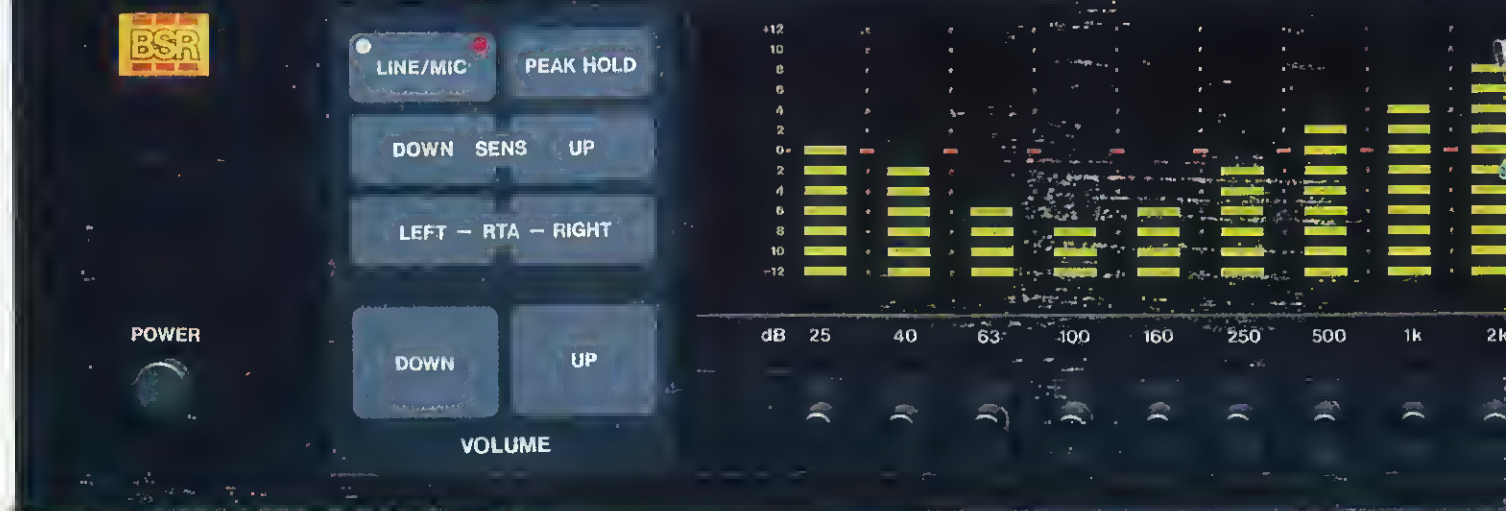 BSR
LINE/MIC PEAK HOLD
DOWN SENS UP
LEFT – RTA – RIGHT
POWER
DOWN UP
VOLUME
+12
10
8
6
4
2
0
2
4
6
8
10
-12
dB 25 40 63 100 160 250 500 1k 2k